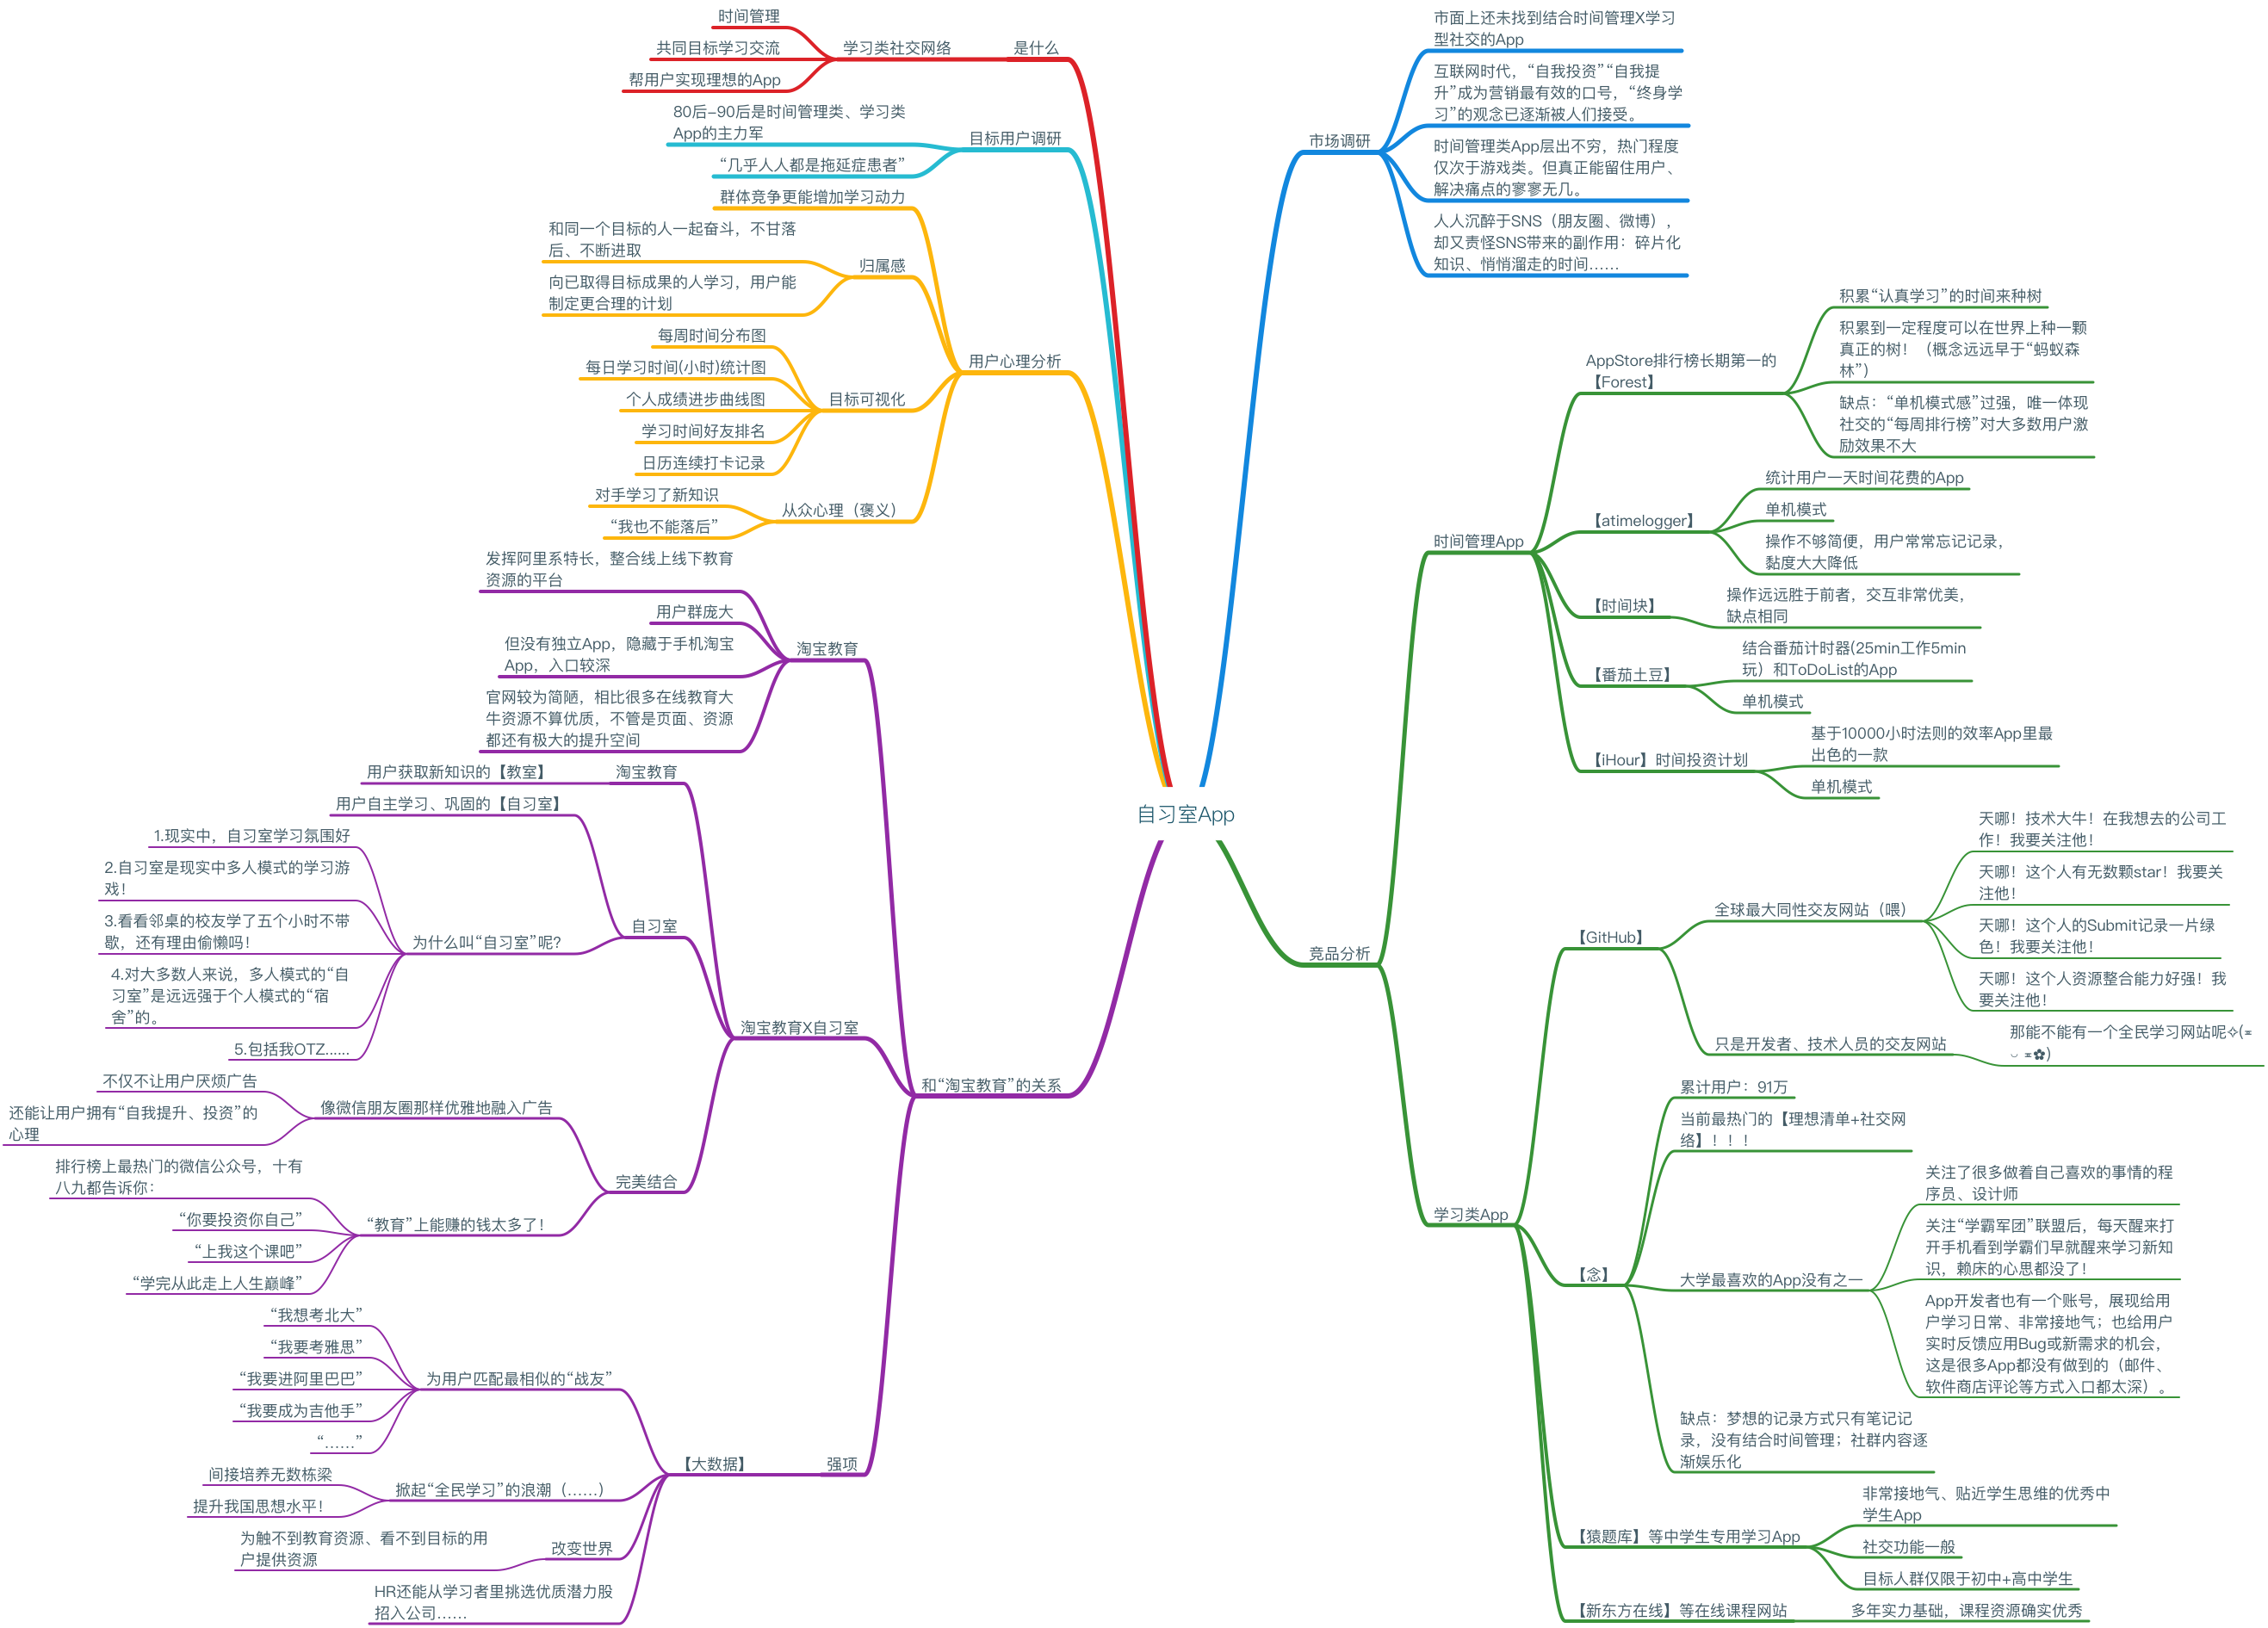 自习室App
是什么
学习类社交网络
时间管理
共同目标学习交流
帮用户实现理想的App
目标用户调研
80后-90后是时间管理类、学习类
App的主力军
“几乎人人都是拖延症患者”
用户心理分析
群体竞争更能增加学习动力
归属感
和同一个目标的人一起奋斗，不甘落
后、不断进取
向已取得目标成果的人学习，用户能
制定更合理的计划
目标可视化
每周时间分布图
每日学习时间(小时)统计图
个人成绩进步曲线图
学习时间好友排名
日历连续打卡记录
从众心理（褒义）
对手学习了新知识
“我也不能落后”
和“淘宝教育”的关系
淘宝教育
发挥阿里系特长，整合线上线下教育
资源的平台
用户群庞大
但没有独立App，隐藏于手机淘宝
App，入口较深
官网较为简陋，相比很多在线教育大
牛资源不算优质，不管是页面、资源
都还有极大的提升空间
淘宝教育X自习室
淘宝教育
用户获取新知识的【教室】
自习室
用户自主学习、巩固的【自习室】
为什么叫“自习室”呢？
1.现实中，自习室学习氛围好
2.自习室是现实中多人模式的学习游
戏！
3.看看邻桌的校友学了五个小时不带
歇，还有理由偷懒吗！
4.对大多数人来说，多人模式的“自
习室”是远远强于个人模式的“宿
舍”的。
5.包括我OTZ……
完美结合
像微信朋友圈那样优雅地融入广告
不仅不让用户厌烦广告
还能让用户拥有“自我提升、投资”的
心理
“教育”上能赚的钱太多了！
排行榜上最热门的微信公众号，十有
八九都告诉你：
“你要投资你自己”
“上我这个课吧”
“学完从此走上人生巅峰”
强项
【大数据】
为用户匹配最相似的“战友”
“我想考北大”
“我要考雅思”
“我要进阿里巴巴”
“我要成为吉他手”
“……”
掀起“全民学习”的浪潮（……）
间接培养无数栋梁
提升我国思想水平！
改变世界
为触不到教育资源、看不到目标的用
户提供资源
HR还能从学习者里挑选优质潜力股
招入公司……
市场调研
市面上还未找到结合时间管理X学习
型社交的App
互联网时代，“自我投资”“自我提
升”成为营销最有效的口号，“终身学
习”的观念已逐渐被人们接受。
时间管理类App层出不穷，热门程度
仅次于游戏类。但真正能留住用户、
解决痛点的寥寥无几。
人人沉醉于SNS（朋友圈、微博），
却又责怪SNS带来的副作用：碎片化
知识、悄悄溜走的时间……
竞品分析
时间管理App
AppStore排行榜长期第一的
【Forest】
积累“认真学习”的时间来种树
积累到一定程度可以在世界上种一颗
真正的树！（概念远远早于“蚂蚁森
林”）
缺点：“单机模式感”过强，唯一体现
社交的“每周排行榜”对大多数用户激
励效果不大
【atimelogger】
统计用户一天时间花费的App
单机模式
操作不够简便，用户常常忘记记录，
黏度大大降低
【时间块】
操作远远胜于前者，交互非常优美，
缺点相同
【番茄土豆】
结合番茄计时器(25min工作5min
玩）和ToDoList的App
单机模式
【iHour】时间投资计划
基于10000小时法则的效率App里最
出色的一款
单机模式
学习类App
【GitHub】
全球最大同性交友网站（喂）
天哪！技术大牛！在我想去的公司工
作！我要关注他！
天哪！这个人有无数颗star！我要关
注他！
天哪！这个人的Submit记录一片绿
色！我要关注他！
天哪！这个人资源整合能力好强！我
要关注他！
只是开发者、技术人员的交友网站
那能不能有一个全民学习网站呢✧(≖
◡ ≖✿)
【念】
累计用户：91万
当前最热门的【理想清单+社交网
络】！！！
大学最喜欢的App没有之一
关注了很多做着自己喜欢的事情的程
序员、设计师
关注“学霸军团”联盟后，每天醒来打
开手机看到学霸们早就醒来学习新知
识，赖床的心思都没了！
App开发者也有一个账号，展现给用
户学习日常、非常接地气；也给用户
实时反馈应用Bug或新需求的机会，
这是很多App都没有做到的（邮件、
软件商店评论等方式入口都太深）。
缺点：梦想的记录方式只有笔记记
录，没有结合时间管理；社群内容逐
渐娱乐化
【猿题库】等中学生专用学习App
非常接地气、贴近学生思维的优秀中
学生App
社交功能一般
目标人群仅限于初中+高中学生
【新东方在线】等在线课程网站
多年实力基础，课程资源确实优秀